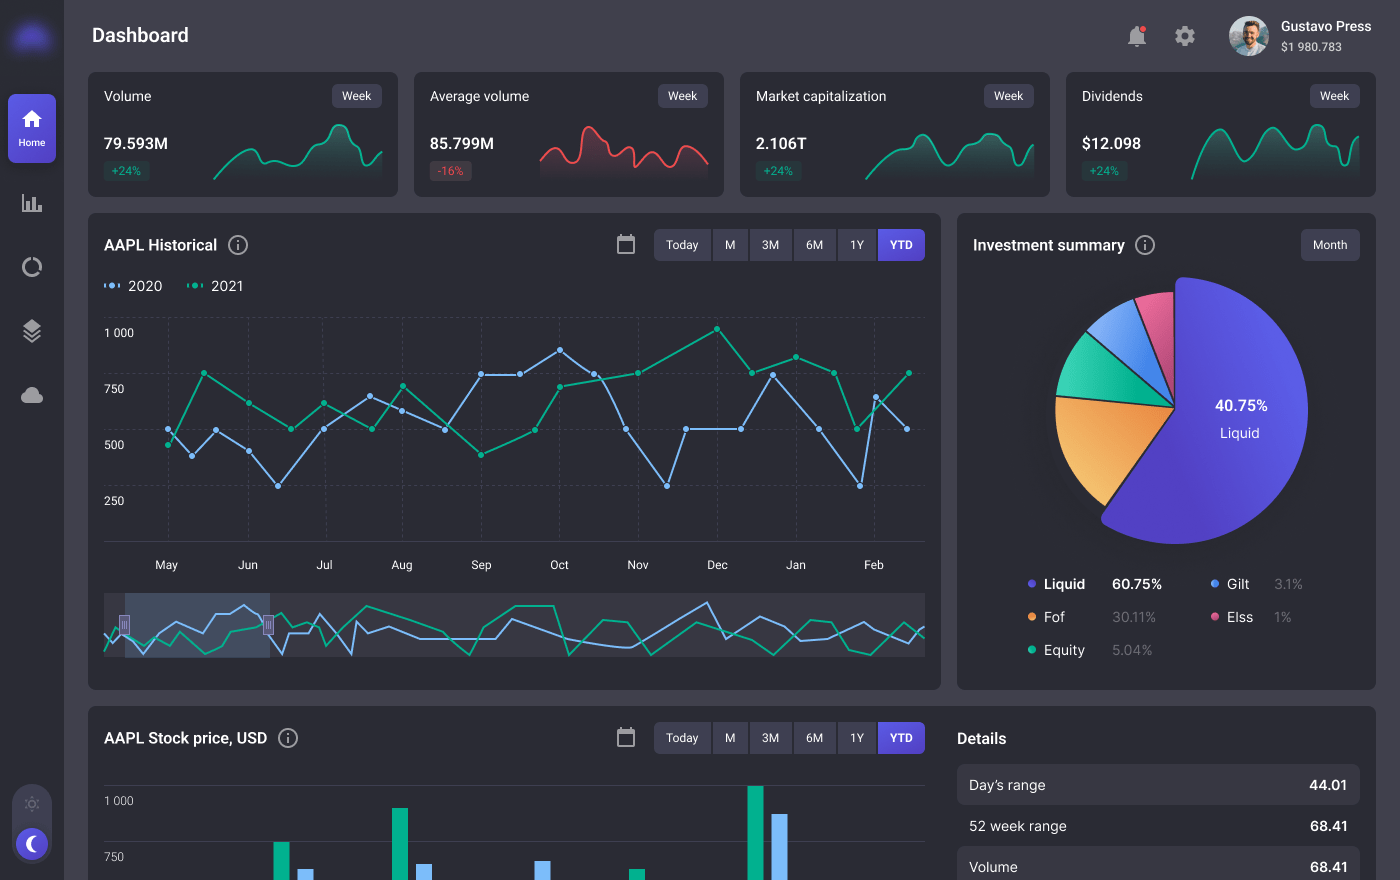 Dashboard
Gustavo Press
$1 980.783
Home
Volume
Week
79.593M
+24%
Average volume
Week
85.799M
-16%
Market capitalization
Week
2.106T
+24%
Dividends
Week
$12.098
+24%
AAPL Historical
Today M 3M 6M 1Y YTD
2020 2021
1 000
750
500
250
May Jun Jul Aug Sep Oct Nov Dec Jan Feb
Investment summary
Month
40.75%
Liquid
Liquid 60.75% Gilt 3.1%
Fof 30.11% Elss 1%
Equity 5.04%
AAPL Stock price, USD
Today M 3M 6M 1Y YTD
1 000
750
Details
Day’s range 44.01
52 week range 68.41
Volume 68.41